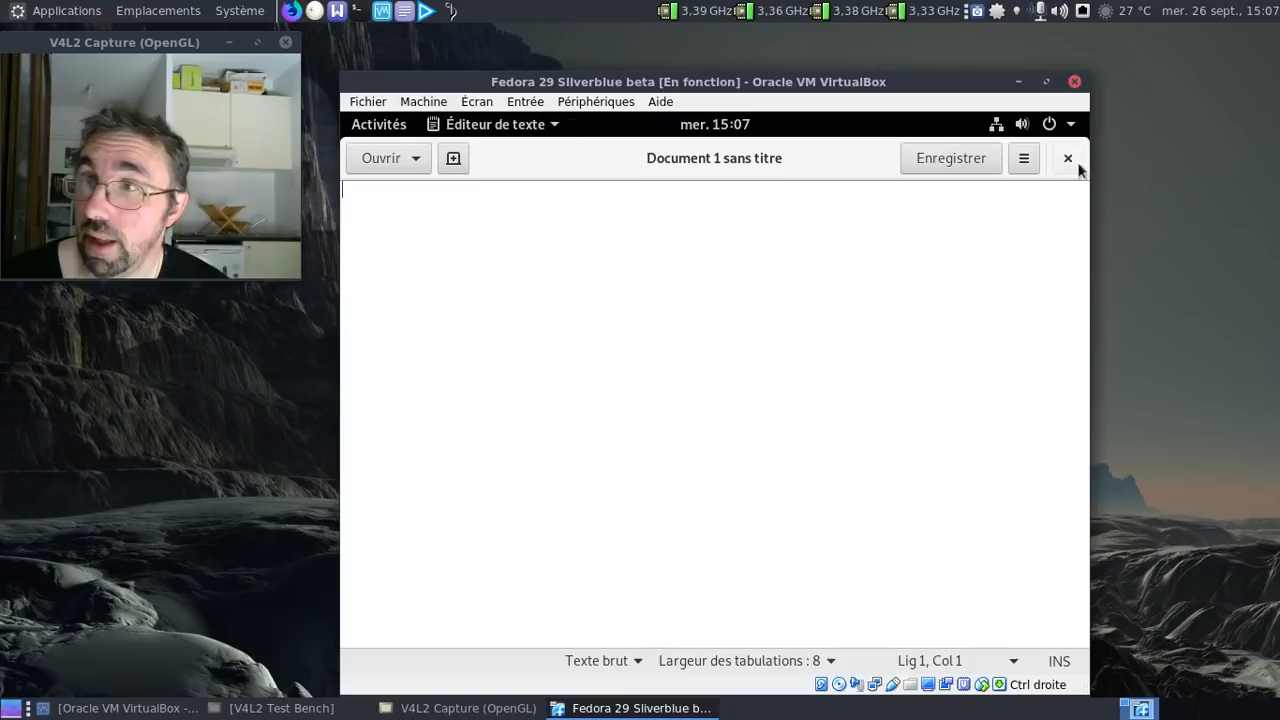 Applications Emplacements Système
3,39 GHz 3,36 GHz 3,38 GHz 3,33 GHz 27 °C mer. 26 sept., 15:07
V4L2 Capture (OpenGL)
Fedora 29 Sliverblue beta [En fonction] - Oracle VM VirtualBox
Fichier Machine Écran Entrée Périphériques Aide
Activités Éditeur de texte mer. 15:07
Ouvrir Document 1 sans titre Enregistrer
Texte brut Largeur des tabulations : 8 Lig 1, Col 1 INS
Ctrl droite
[Oracle VM VirtualBox -... [V4L2 Test Bench] V4L2 Capture (OpenGL) Fedora 29 Sliverblue b...